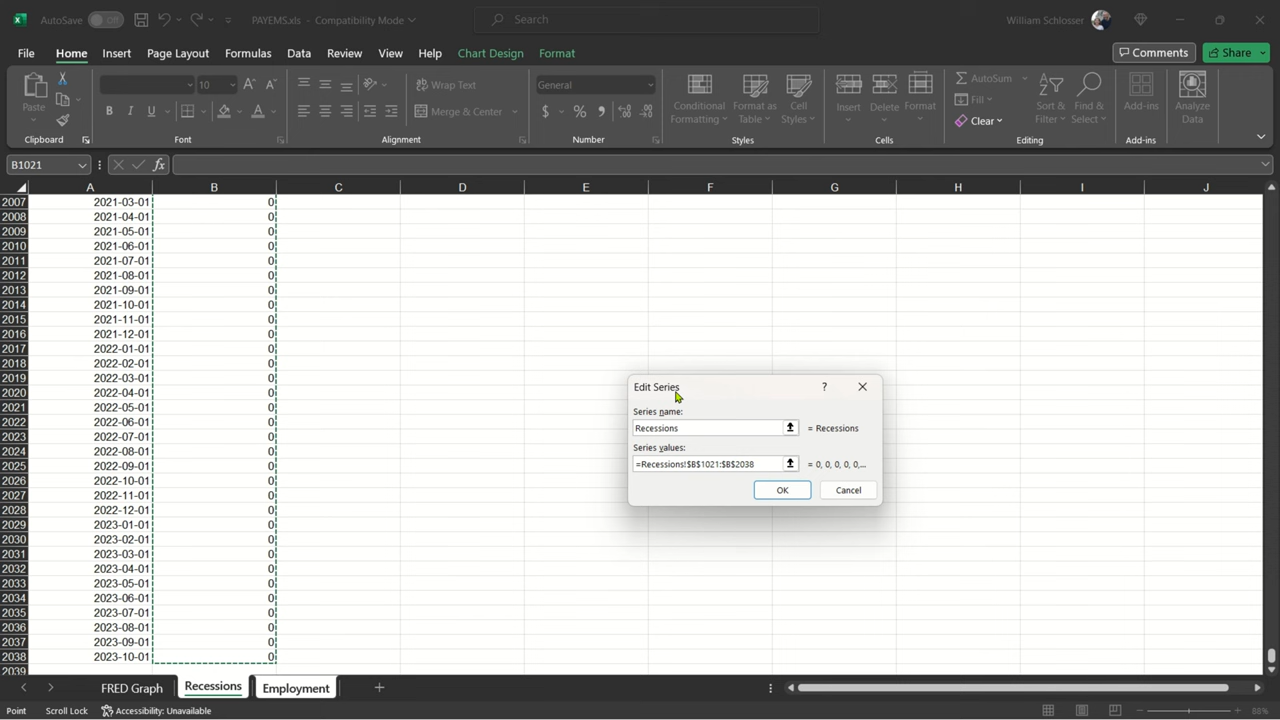 AutoSave Off PAYEMS.xls - Compatibility Mode Search William Schlosser
File Home Insert Page Layout Formulas Data Review View Help Chart Design Format Comments Share
Paste 10 Wrap Text General Conditional Formatting Format as Table Cell Styles Insert Delete Format AutoSum Sort & Filter Find & Select Add-ins Analyze Data
B I U A Merge & Center $ % 9 Fill
Clear
Clipboard Font Alignment Number Styles Cells Editing Add-ins
B1021 fx
A B C D E F G H I J
2007 2021-03-01 0
2008 2021-04-01 0
2009 2021-05-01 0
2010 2021-06-01 0
2011 2021-07-01 0
2012 2021-08-01 0
2013 2021-09-01 0
2014 2021-10-01 0
2015 2021-11-01 0
2016 2021-12-01 0
2017 2022-01-01 0
2018 2022-02-01 0
2019 2022-03-01 0
2020 2022-04-01 0
2021 2022-05-01 0
2022 2022-06-01 0
2023 2022-07-01 0
2024 2022-08-01 0
2025 2022-09-01 0
2026 2022-10-01 0
2027 2022-11-01 0
2028 2022-12-01 0
2029 2023-01-01 0
2030 2023-02-01 0
2031 2023-03-01 0
2032 2023-04-01 0
2033 2023-05-01 0
2034 2023-06-01 0
2035 2023-07-01 0
2036 2023-08-01 0
2037 2023-09-01 0
2038 2023-10-01 0
2039
Edit Series ?
Series name:
Recessions = Recessions
Series values:
=Recessions!$B$1021:$B$2038 = 0, 0, 0, 0, 0,...
OK Cancel
FRED Graph Recessions Employment
Point Scroll Lock Accessibility: Unavailable 88%